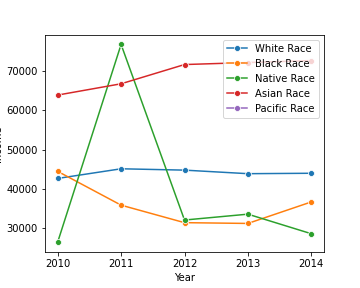 White Race
Black Race
Native Race
Asian Race
Pacific Race
70000
60000
50000
40000
30000
2010 2011 2012 2013 2014
Year